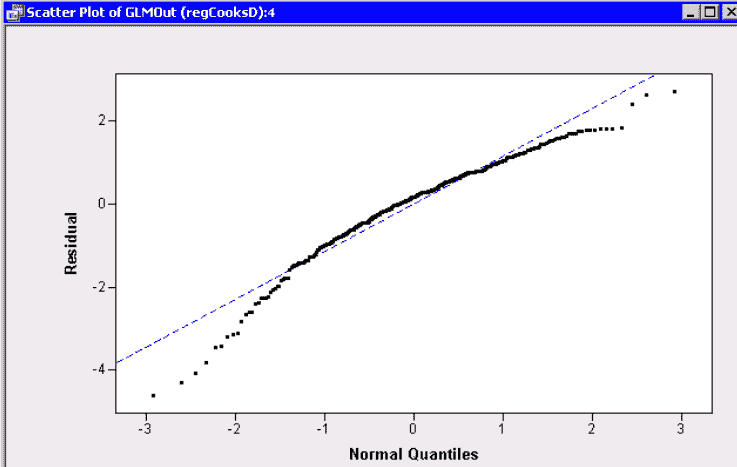 Scatter Plot of GLMOut (regCooksD):4
2
0
-2
-4
Residual
-3 -2 -1 0 1 2 3
Normal Quantiles